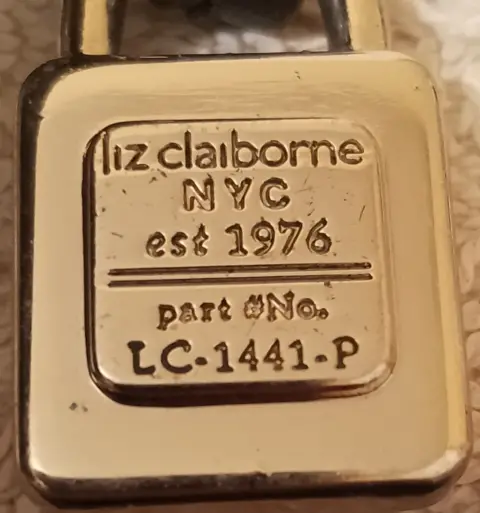 liz claiborne
NYC
est 1976
part #No.
LC-1441-P